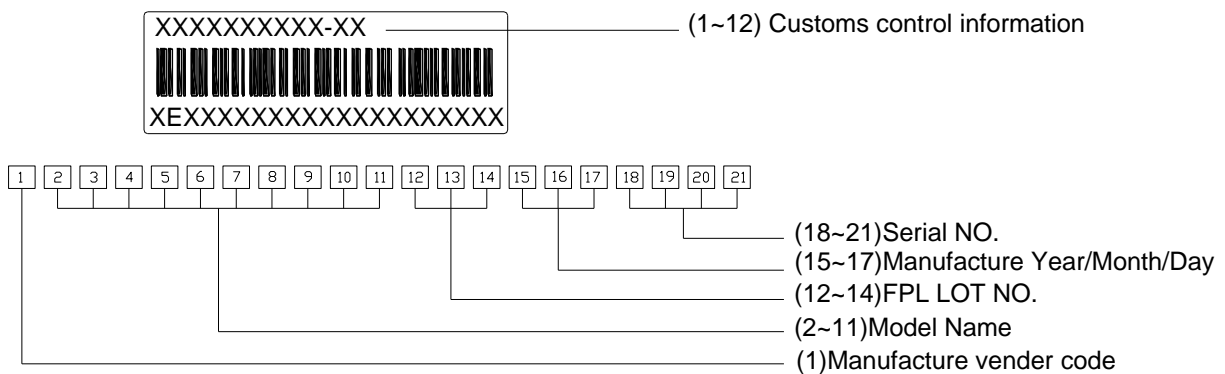 XXXXXXXXXX-XX
(1~12) Customs control information
XEXXXXXXXXXXXXXXXXXXX
1 2 3 4 5 6 7 8 9 10 11 12 13 14 15 16 17 18 19 20 21
(18~21)Serial NO.
(15~17)Manufacture Year/Month/Day
(12~14)FPL LOT NO.
(2~11)Model Name
(1)Manufacture vender code